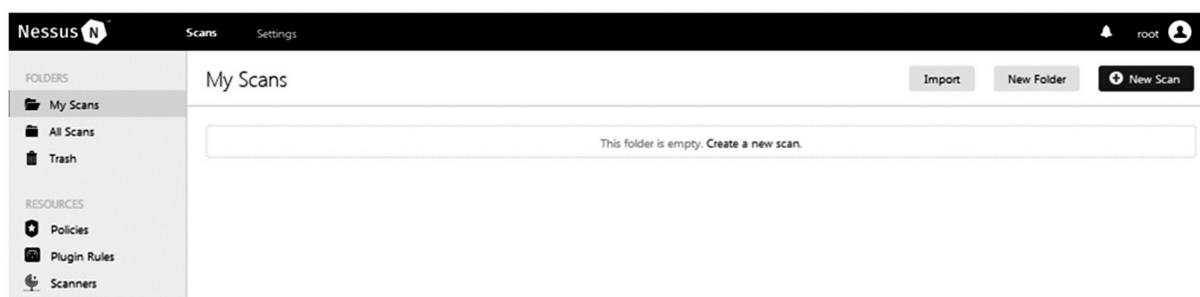 Nessus N
Scans
Settings
root
FOLDERS
My Scans
All Scans
Trash
RESOURCES
Policies
Plugin Rules
Scanners
My Scans
Import
New Folder
New Scan
This folder is empty. Create a new scan.